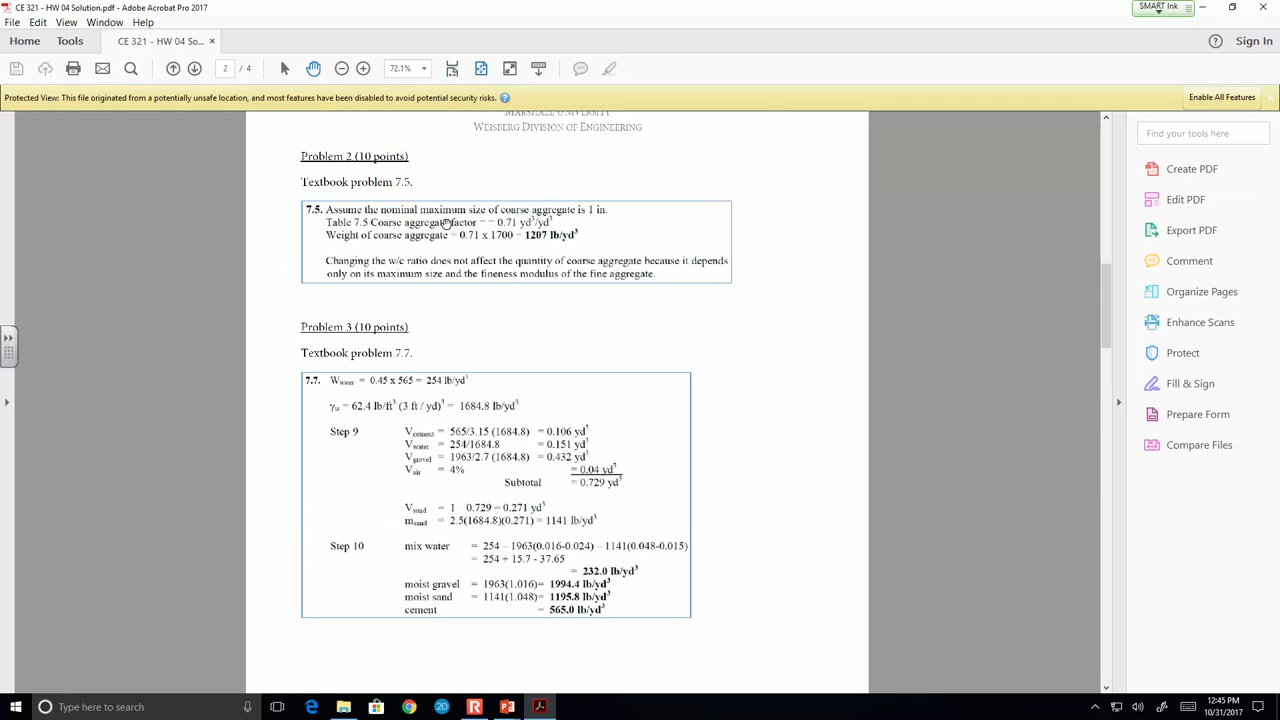 CE 321 - HW 04 Solution.pdf - Adobe Acrobat Pro 2017
SMART Ink
File Edit View Window Help
Home Tools CE 321 - HW 04 So... × Sign In
2 / 4 72.1%
Protected View: This file originated from a potentially unsafe location, and most features have been disabled to avoid potential security risks. Enable All Features
MARSHALL UNIVERSITY
WEISBERG DIVISION OF ENGINEERING
Problem 2 (10 points)
Textbook problem 7.5.
7.5. Assume the nominal maximum size of coarse aggregate is 1 in.
Table 7.5 Coarse aggregate factor = = 0.71 yd³/yd³
Weight of coarse aggregate = 0.71 x 1700 = 1207 lb/yd³
Changing the w/c ratio does not affect the quantity of coarse aggregate because it depends
only on its maximum size and the fineness modulus of the fine aggregate.
Problem 3 (10 points)
Textbook problem 7.7.
7.7. Wwater = 0.45 x 565 = 254 lb/yd³
γw = 62.4 lb/ft³ (3 ft / yd)³ = 1684.8 lb/yd³
Step 9 Vcement = 565/3.15 (1684.8) = 0.106 yd³
Vwater = 254/1684.8 = 0.151 yd³
Vgravel = 1963/2.7 (1684.8) = 0.432 yd³
Vair = 4% = 0.04 yd³
Subtotal = 0.729 yd³
Vsand = 1 – 0.729 = 0.271 yd³
msand = 2.5(1684.8)(0.271) = 1141 lb/yd³
Step 10 mix water = 254 – 1963(0.016-0.024) – 1141(0.048-0.015)
= 254 + 15.7 - 37.65
= 232.0 lb/yd³
moist gravel = 1963(1.016)= 1994.4 lb/yd³
moist sand = 1141(1.048)= 1195.8 lb/yd³
cement = 565.0 lb/yd³
Find your tools here
Create PDF
Edit PDF
Export PDF
Comment
Organize Pages
Enhance Scans
Protect
Fill & Sign
Prepare Form
Compare Files
Type here to search
12:45 PM
10/31/2017